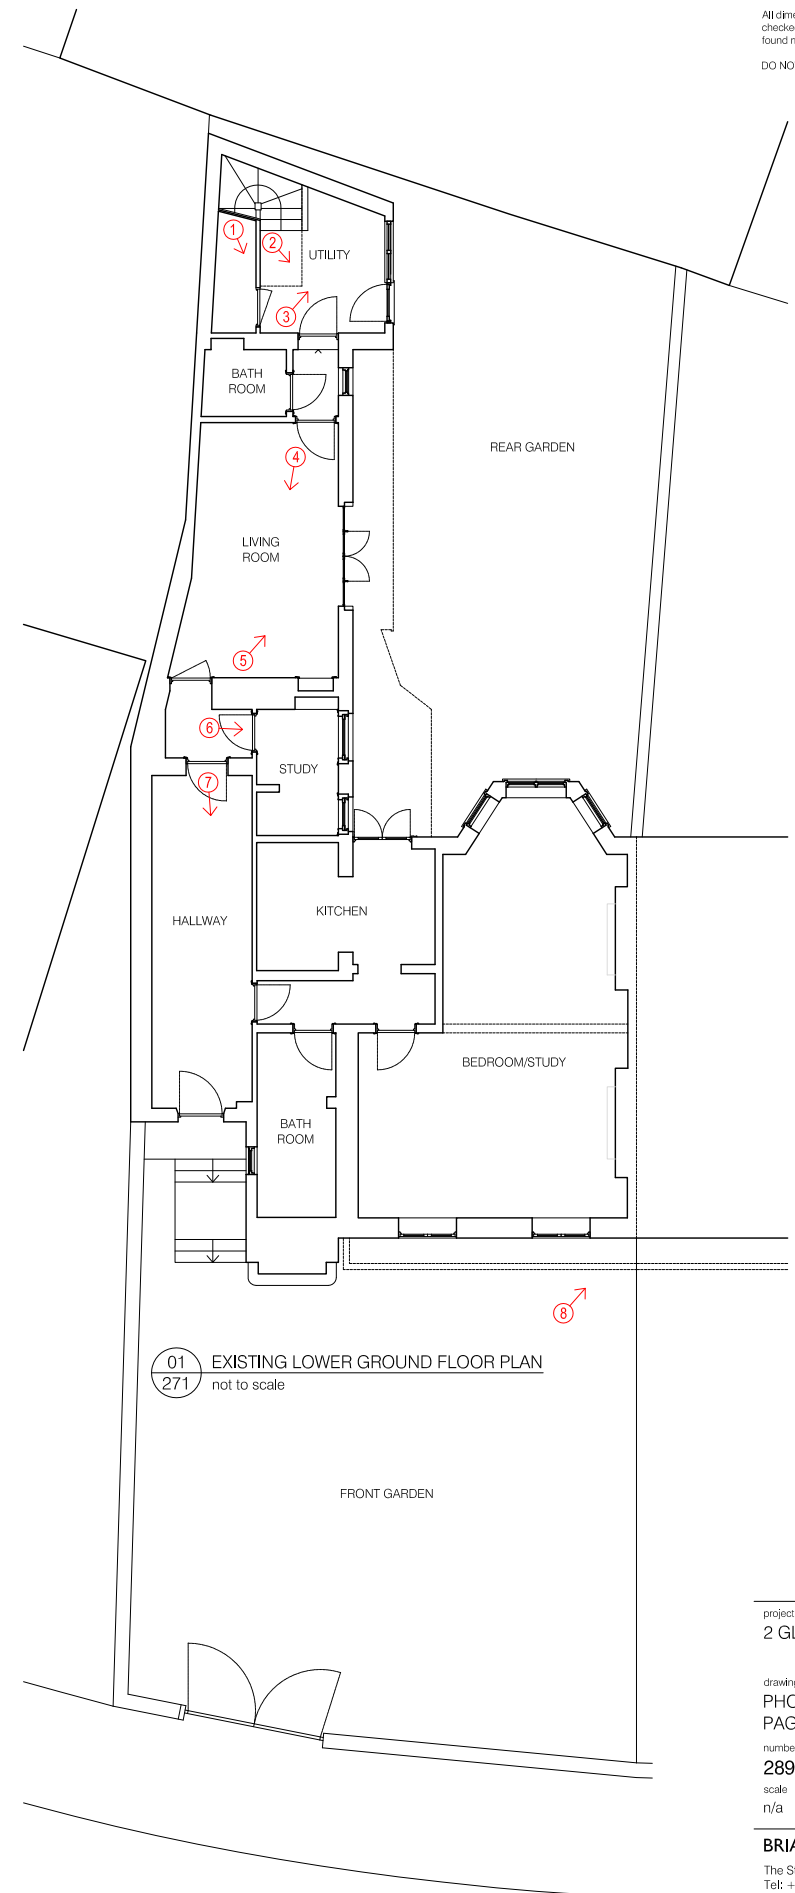 All dime
checke
found n
DO NO
1
2
UTILITY
3
BATH
ROOM
4
REAR GARDEN
LIVING
ROOM
5
6
STUDY
7
KITCHEN
HALLWAY
BEDROOM/STUDY
BATH
ROOM
8
01
271
EXISTING LOWER GROUND FLOOR PLAN
not to scale
FRONT GARDEN
project
2 GL
drawing
PHO
PAG
numbe
289
scale
n/a
BRIA
The S
Tel: +